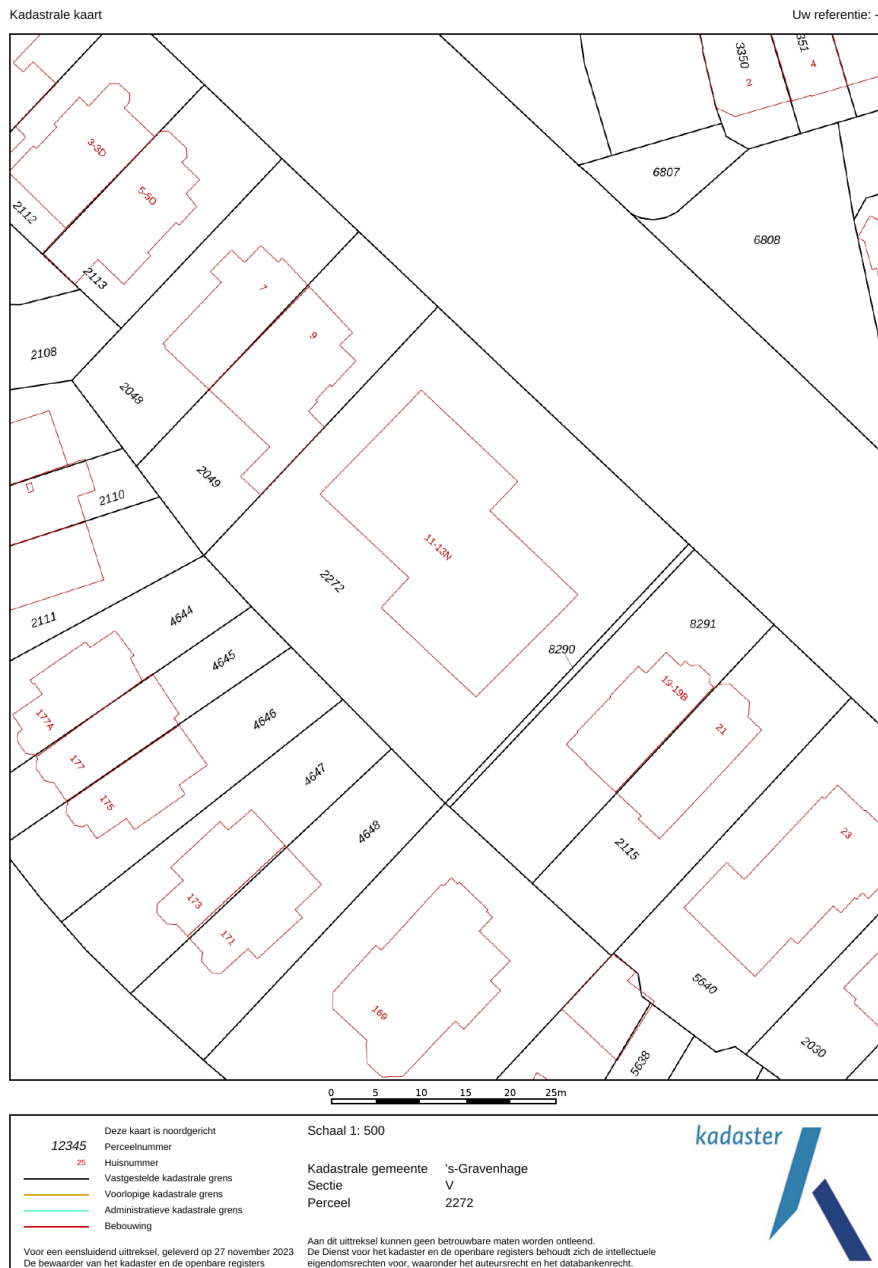 Kadastrale kaart
Uw referentie: -
3350
351
2
4
6807
6808
3-3D
5-5D
2112
2113
7
9
2108
2048
2049
2110
2111
11-13N
2272
4644
4645
4646
4647
4648
8290
8291
19-19B
21
177A
177
175
173
171
169
2115
23
5640
5638
2030
0 5 10 15 20 25m
Deze kaart is noordgericht
12345 Perceelnummer
25 Huisnummer
Vastgestelde kadastrale grens
Voorlopige kadastrale grens
Administratieve kadastrale grens
Bebouwing
Voor een eensluidend uittreksel, geleverd op 27 november 2023
De bewaarder van het kadaster en de openbare registers
Schaal 1: 500
Kadastrale gemeente 's-Gravenhage
Sectie V
Perceel 2272
Aan dit uittreksel kunnen geen betrouwbare maten worden ontleend.
De Dienst voor het kadaster en de openbare registers behoudt zich de intellectuele
eigendomsrechten voor, waaronder het auteursrecht en het databankenrecht.
kadaster